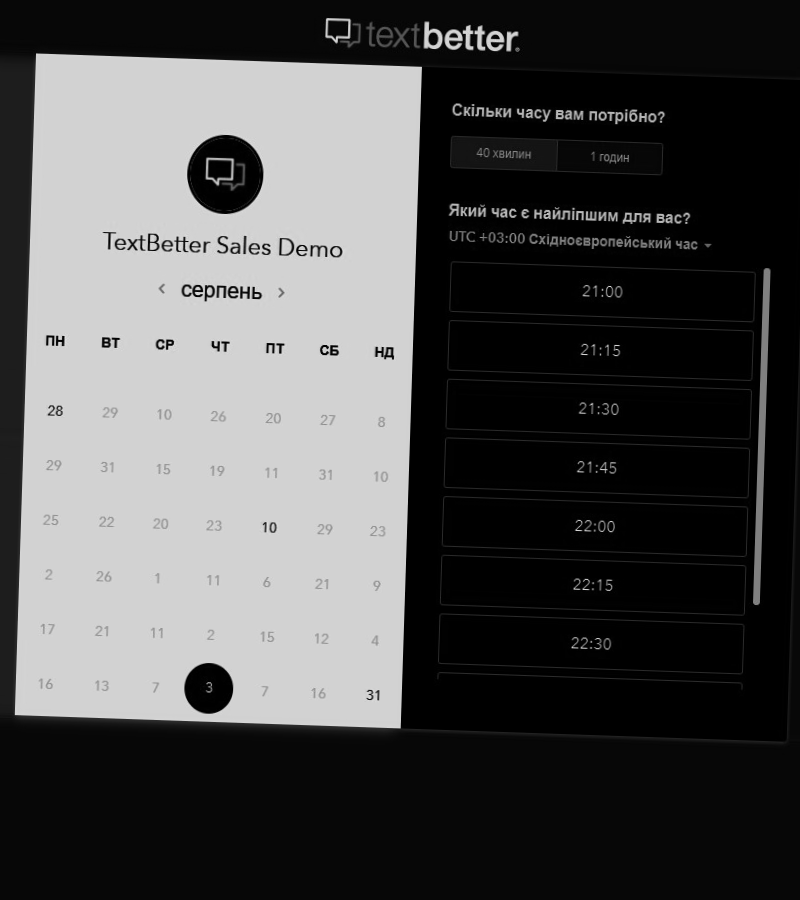 textbetter.
TextBetter Sales Demo
серпень
ПН ВТ СР ЧТ ПТ СБ НД
28 29 10 26 20 27 8
29 31 15 19 11 31 10
25 22 20 23 10 29 23
2 26 1 11 6 21 9
17 21 11 2 15 12 4
16 13 7 3 7 16 31
Скільки часу вам потрібно?
40 хвилин 1 годин
Який час є найліпшим для вас?
UTC +03:00 Східноєвропейський час
21:00
21:15
21:30
21:45
22:00
22:15
22:30